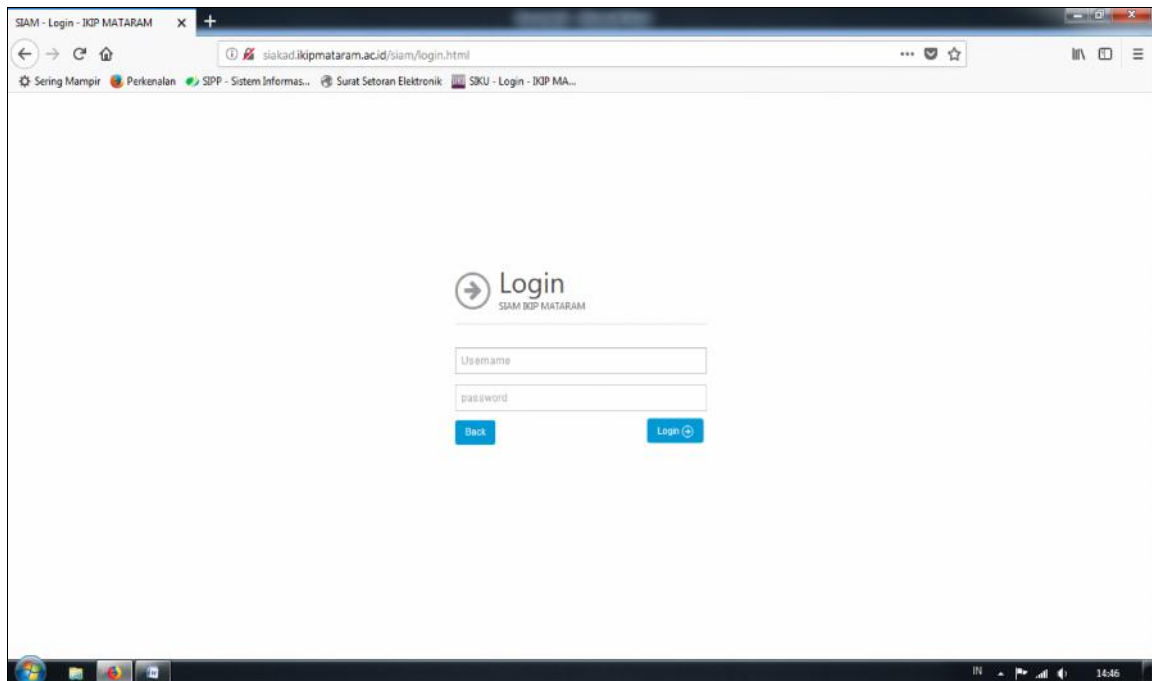 SIAM - Login - IKIP MATARAM
siakad.ikipmataram.ac.id/siam/login.html
Sering Mampir Perkenalan SIPP - Sistem Informas... Surat Setoran Elektronik SIKU - Login - IKIP MA...
Login
SIAM IKIP MATARAM
Username
password
Back Login
IN 14:46